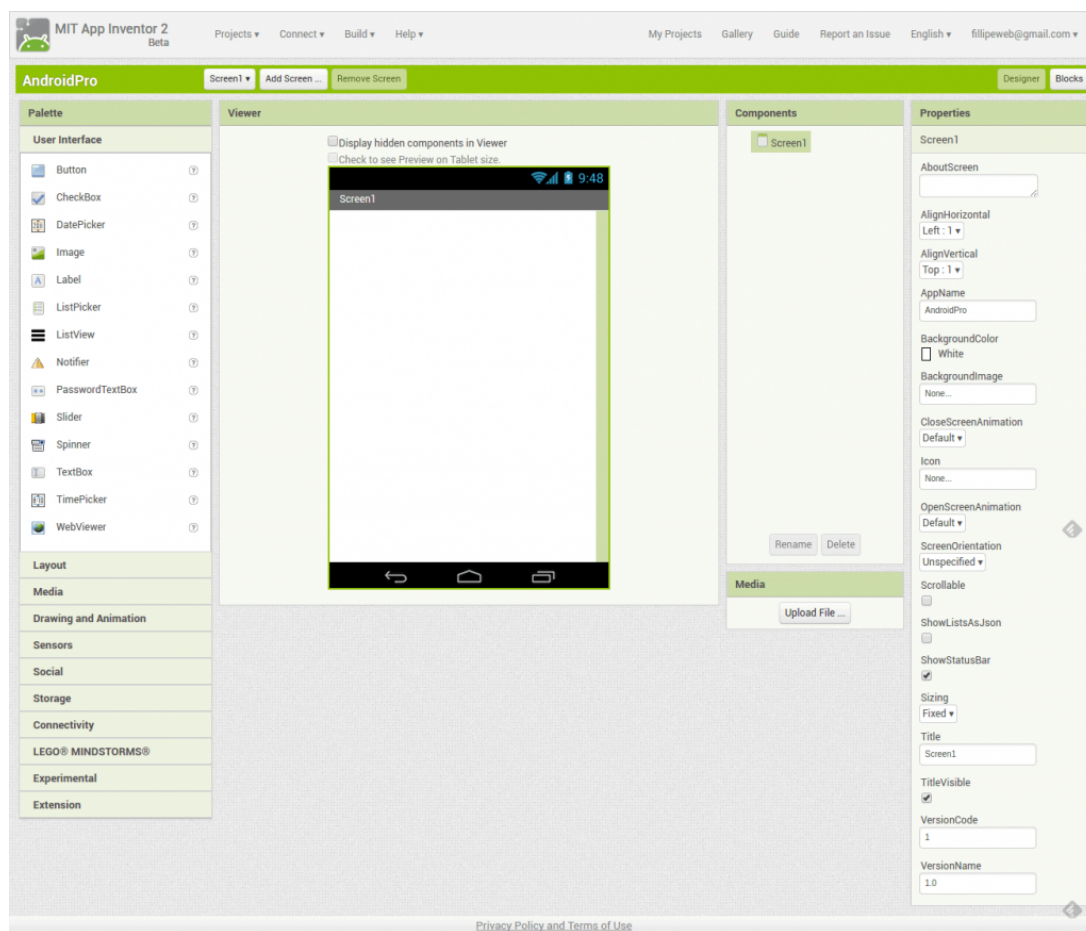 MIT App Inventor 2
Beta
Projects ▾ Connect ▾ Build ▾ Help ▾ My Projects Gallery Guide Report an Issue English ▾ fillipeweb@gmail.com ▾
AndroidPro Screen1 ▾ Add Screen ... Remove Screen Designer Blocks
Palette
User Interface
Button
CheckBox
DatePicker
Image
Label
ListPicker
ListView
Notifier
PasswordTextBox
Slider
Spinner
TextBox
TimePicker
WebViewer
Layout
Media
Drawing and Animation
Sensors
Social
Storage
Connectivity
LEGO® MINDSTORMS®
Experimental
Extension
Viewer
Display hidden components in Viewer
Check to see Preview on Tablet size.
9:48
Screen1
Components
Screen1
Rename Delete
Media
Upload File ...
Properties
Screen1
AboutScreen
AlignHorizontal
Left : 1 ▾
AlignVertical
Top : 1 ▾
AppName
AndroidPro
BackgroundColor
White
BackgroundImage
None...
CloseScreenAnimation
Default ▾
Icon
None...
OpenScreenAnimation
Default ▾
ScreenOrientation
Unspecified ▾
Scrollable
ShowListsAsJson
ShowStatusBar
Sizing
Fixed ▾
Title
Screen1
TitleVisible
VersionCode
1
VersionName
1.0
Privacy Policy and Terms of Use